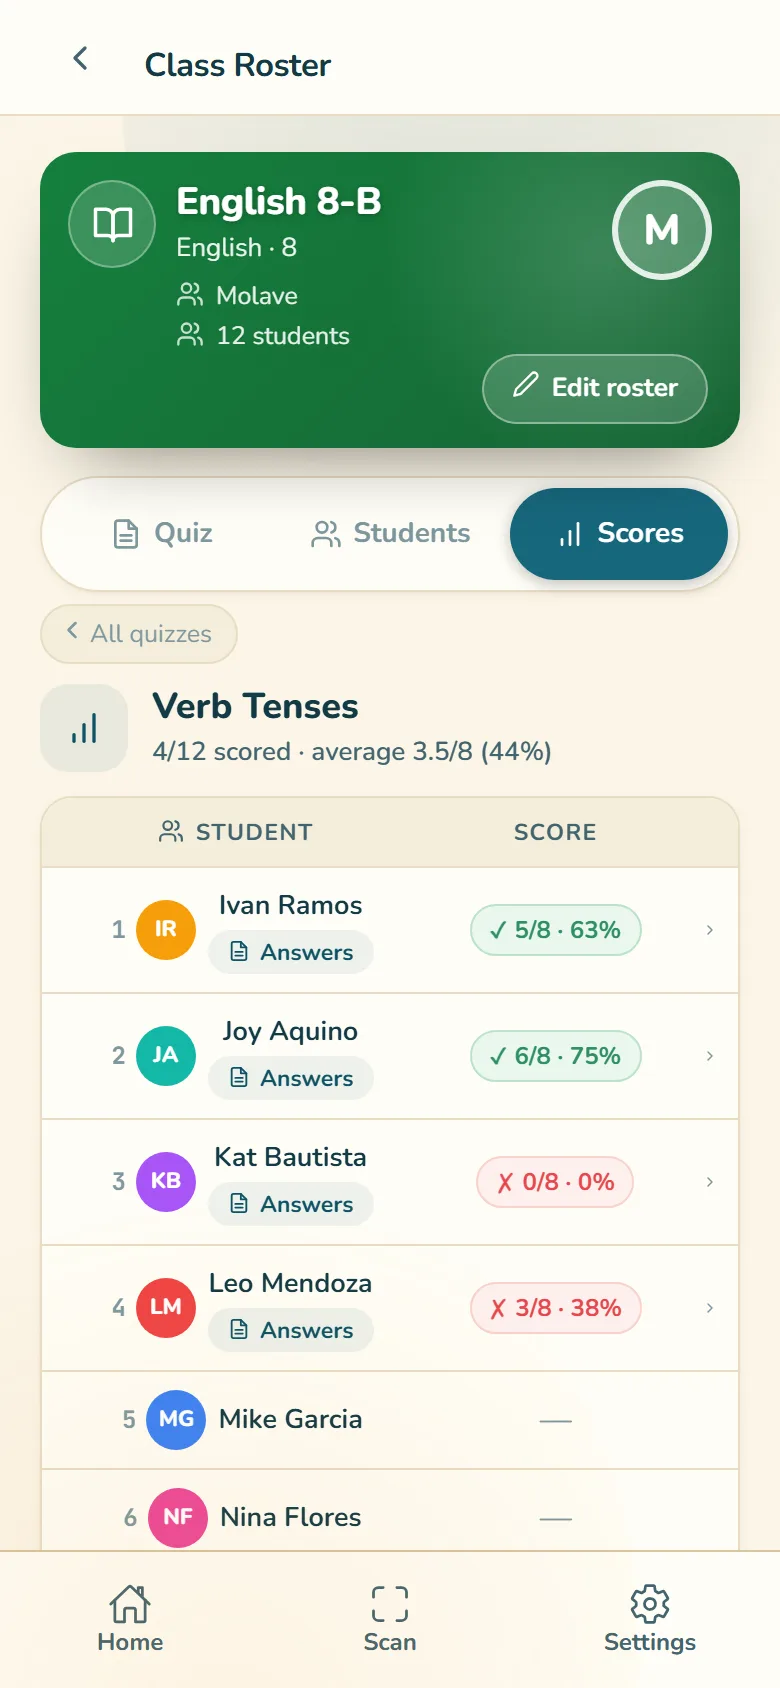 Class Roster
English 8-B
M
English · 8
Molave
12 students
Edit roster
Quiz
Students
Scores
All quizzes
Verb Tenses
4/12 scored · average 3.5/8 (44%)
STUDENT
SCORE
1
IR
Ivan Ramos
Answers
✓ 5/8 · 63%
2
JA
Joy Aquino
Answers
✓ 6/8 · 75%
3
KB
Kat Bautista
Answers
✗ 0/8 · 0%
4
LM
Leo Mendoza
Answers
✗ 3/8 · 38%
5
MG
Mike Garcia
—
6
NF
Nina Flores
—
Home
Scan
Settings